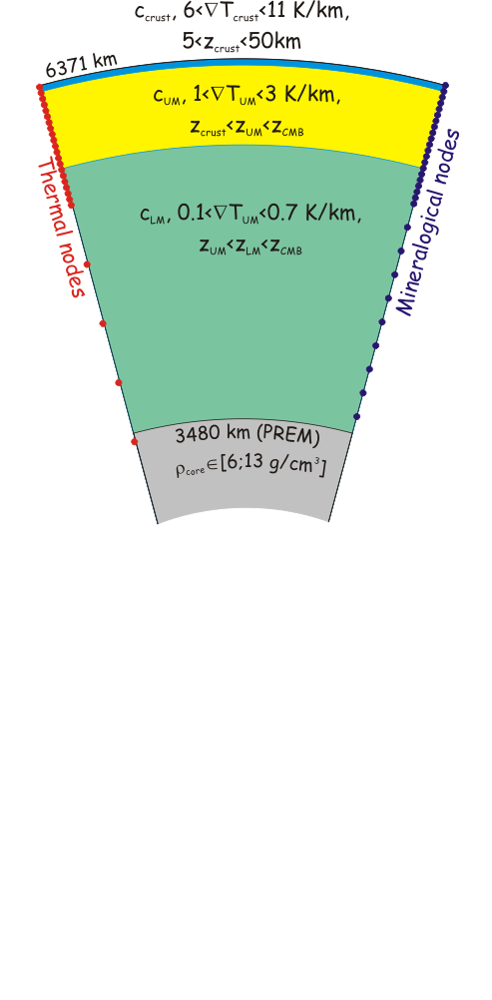 c_crust, 6<∇T_crust<11 K/km,
5<z_crust<50km
6371 km
c_UM, 1<∇T_UM<3 K/km,
z_crust<z_UM<z_CMB
Thermal nodes
Mineralogical nodes
c_LM, 0.1<∇T_UM<0.7 K/km,
z_UM<z_LM<z_CMB
3480 km (PREM)
ρ_core∈[6;13 g/cm³]